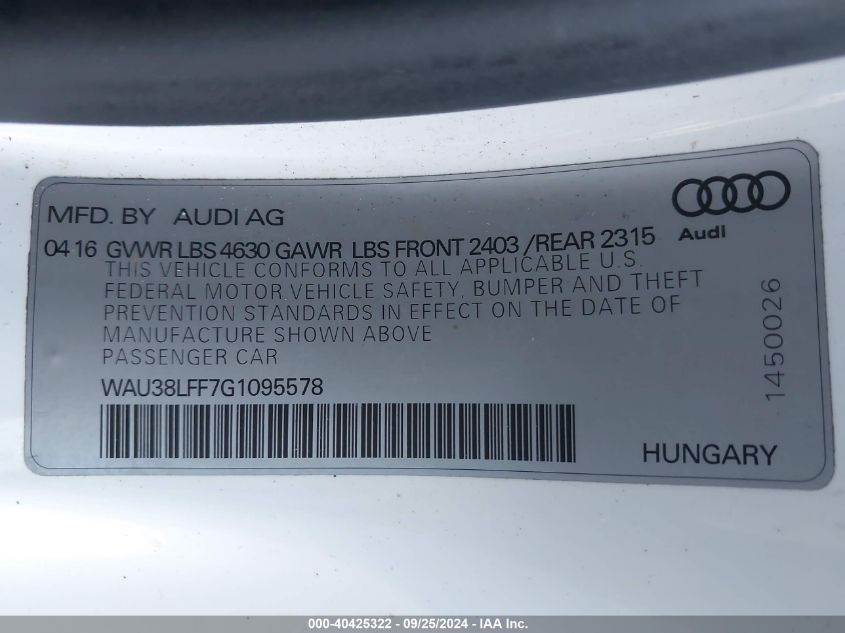 MFD. BY AUDI AG
Audi
04 16 GVWR LBS 4630 GAWR LBS FRONT 2403 /REAR 2315
THIS VEHICLE CONFORMS TO ALL APPLICABLE U.S.
FEDERAL MOTOR VEHICLE SAFETY, BUMPER AND THEFT
PREVENTION STANDARDS IN EFFECT ON THE DATE OF
MANUFACTURE SHOWN ABOVE
PASSENGER CAR
WAU38LFF7G1095578
1450026
HUNGARY
000-40425322 - 09/25/2024 - IAA Inc.